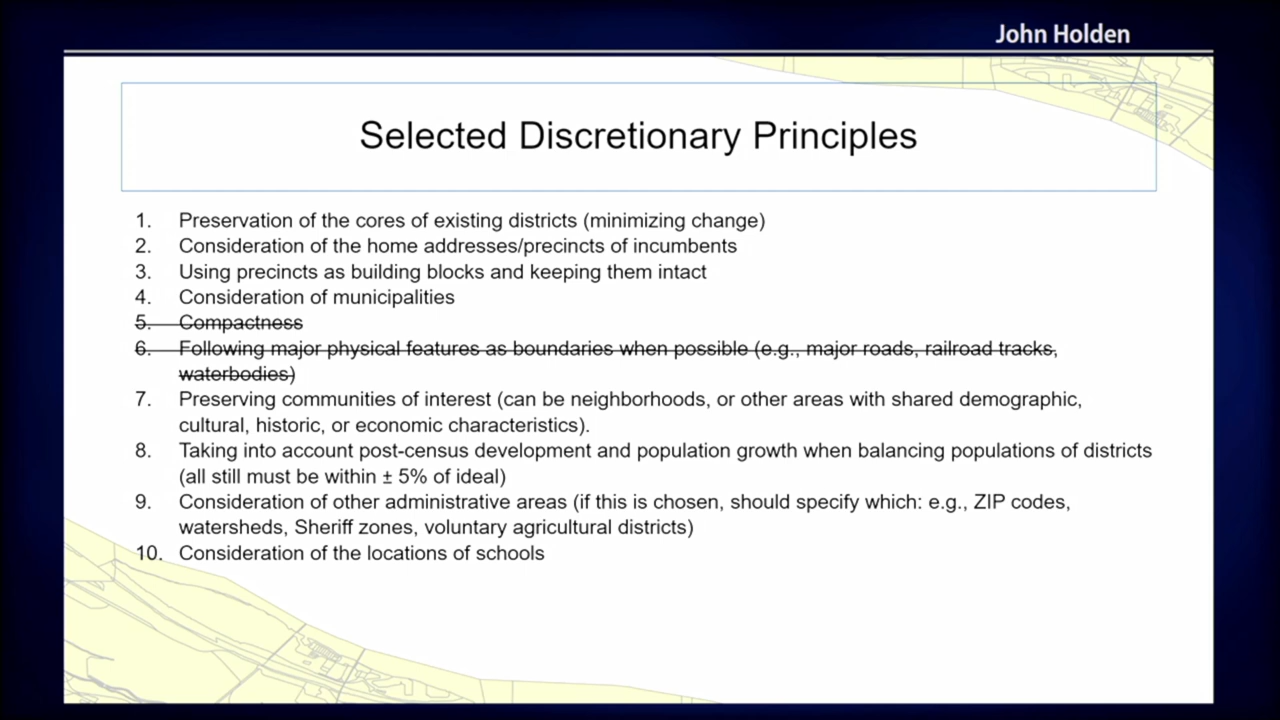 John Holden
Selected Discretionary Principles
1. Preservation of the cores of existing districts (minimizing change)
2. Consideration of the home addresses/precincts of incumbents
3. Using precincts as building blocks and keeping them intact
4. Consideration of municipalities
5. Compactness
6. Following major physical features as boundaries when possible (e.g., major roads, railroad tracks,
waterbodies)
7. Preserving communities of interest (can be neighborhoods, or other areas with shared demographic,
cultural, historic, or economic characteristics).
8. Taking into account post-census development and population growth when balancing populations of districts
(all still must be within ± 5% of ideal)
9. Consideration of other administrative areas (if this is chosen, should specify which: e.g., ZIP codes,
watersheds, Sheriff zones, voluntary agricultural districts)
10. Consideration of the locations of schools